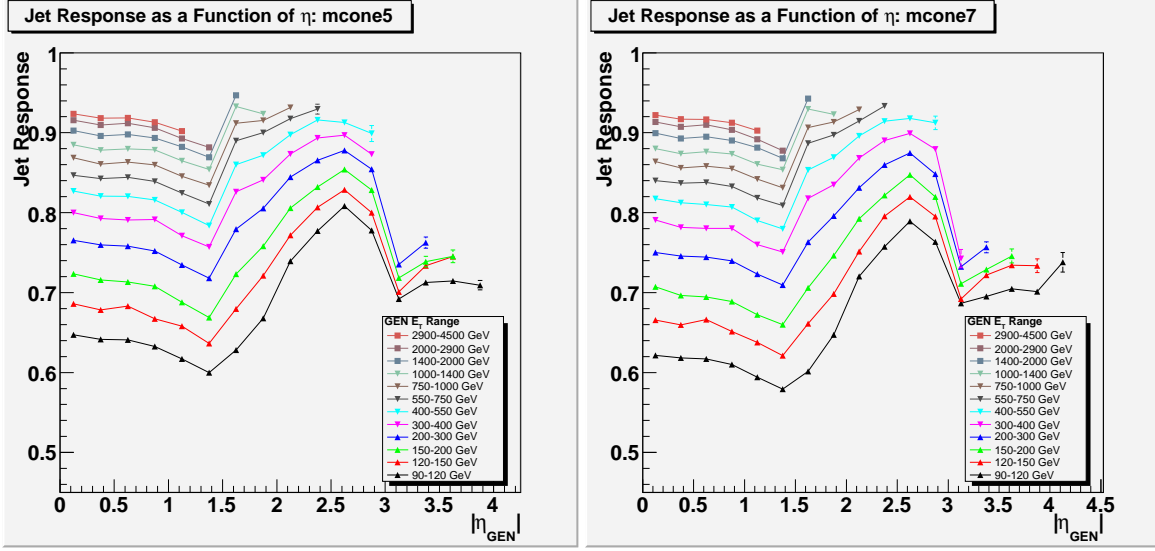 Jet Response as a Function of η: mcone5
Jet Response
1
0.9
0.8
0.7
0.6
0.5
0 0.5 1 1.5 2 2.5 3 3.5 4
|η_GEN|
GEN E_T Range
2900-4500 GeV
2000-2900 GeV
1400-2000 GeV
1000-1400 GeV
750-1000 GeV
550-750 GeV
400-550 GeV
300-400 GeV
200-300 GeV
150-200 GeV
120-150 GeV
90-120 GeV
Jet Response as a Function of η: mcone7
Jet Response
1
0.9
0.8
0.7
0.6
0.5
0 0.5 1 1.5 2 2.5 3 3.5 4 4.5
|η_GEN|
GEN E_T Range
2900-4500 GeV
2000-2900 GeV
1400-2000 GeV
1000-1400 GeV
750-1000 GeV
550-750 GeV
400-550 GeV
300-400 GeV
200-300 GeV
150-200 GeV
120-150 GeV
90-120 GeV